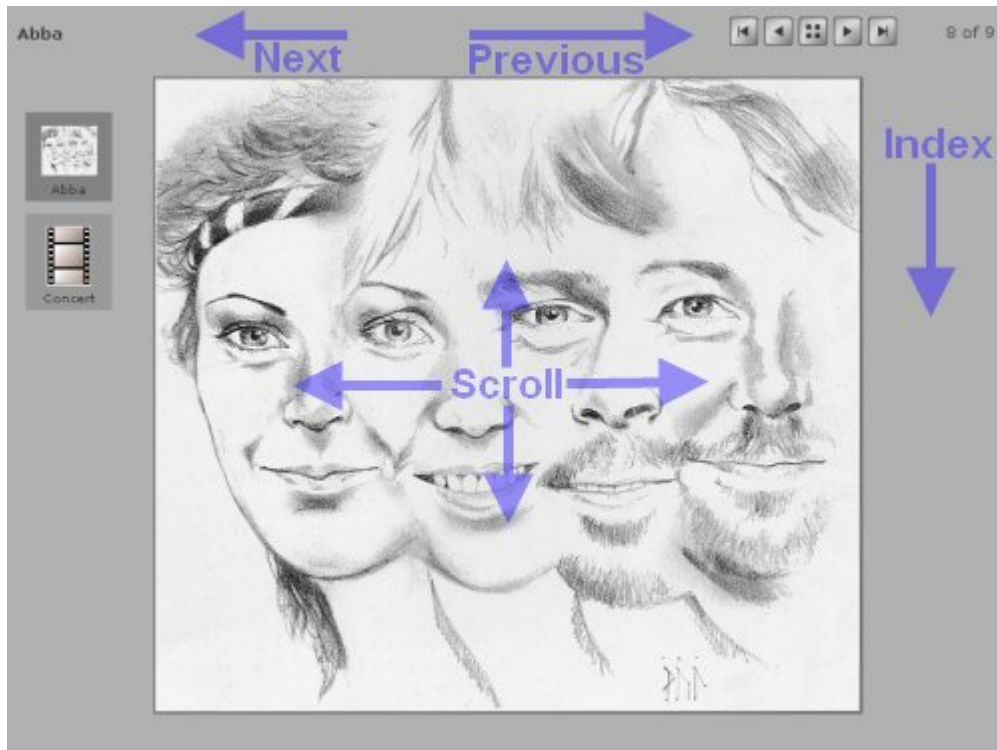 Abba
Next
Previous
8 of 9
Index
Abba
Concert
Scroll